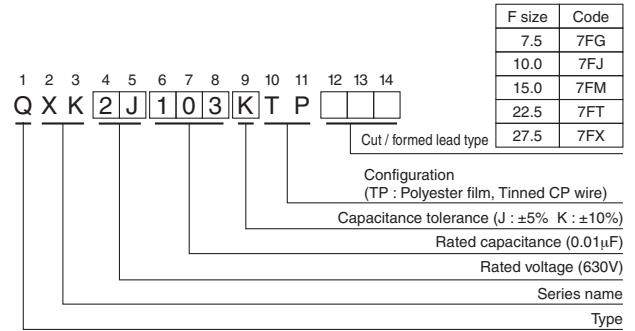 F size Code
7.5 7FG
10.0 7FJ
15.0 7FM
22.5 7FT
27.5 7FX
1 2 3 4 5 6 7 8 9 10 11 12 13 14
Q X K 2 J 1 0 3 K T P
Cut / formed lead type
Configuration
(TP : Polyester film, Tinned CP wire)
Capacitance tolerance (J : ±5% K : ±10%)
Rated capacitance (0.01μF)
Rated voltage (630V)
Series name
Type